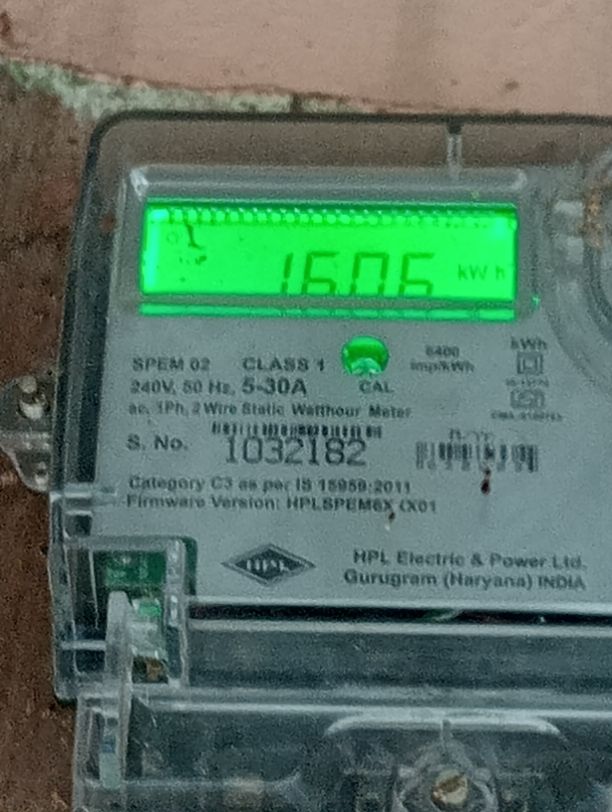 1606 kWh
SPEM 02 CLASS 1
240V, 50 Hz, 5-30A
CAL
6400
imp/kWh
kWh
ac, 1Ph, 2 Wire Static Watthour Meter
S. No. 1032182
Category C3 as per IS 15959:2011
Firmware Version:
HPL
HPL Electric & Power Ltd.
Gurugram (Haryana) INDIA